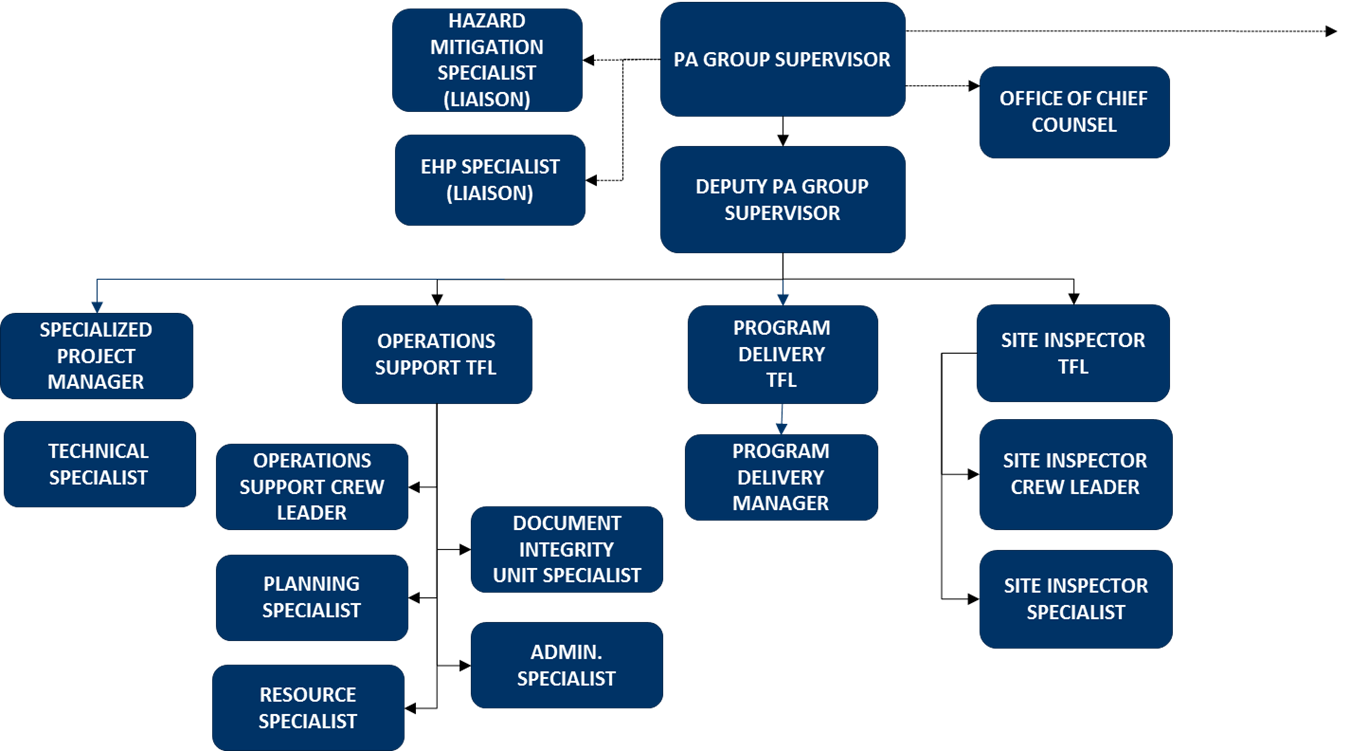 HAZARD
MITIGATION
SPECIALIST
(LIAISON)
PA GROUP SUPERVISOR
OFFICE OF CHIEF
COUNSEL
EHP SPECIALIST
(LIAISON)
DEPUTY PA GROUP
SUPERVISOR
SPECIALIZED
PROJECT
MANAGER
OPERATIONS
SUPPORT TFL
PROGRAM
DELIVERY
TFL
SITE INSPECTOR
TFL
TECHNICAL
SPECIALIST
OPERATIONS
SUPPORT CREW
LEADER
PROGRAM
DELIVERY
MANAGER
SITE INSPECTOR
CREW LEADER
DOCUMENT
INTEGRITY
UNIT SPECIALIST
PLANNING
SPECIALIST
SITE INSPECTOR
SPECIALIST
ADMIN.
SPECIALIST
RESOURCE
SPECIALIST